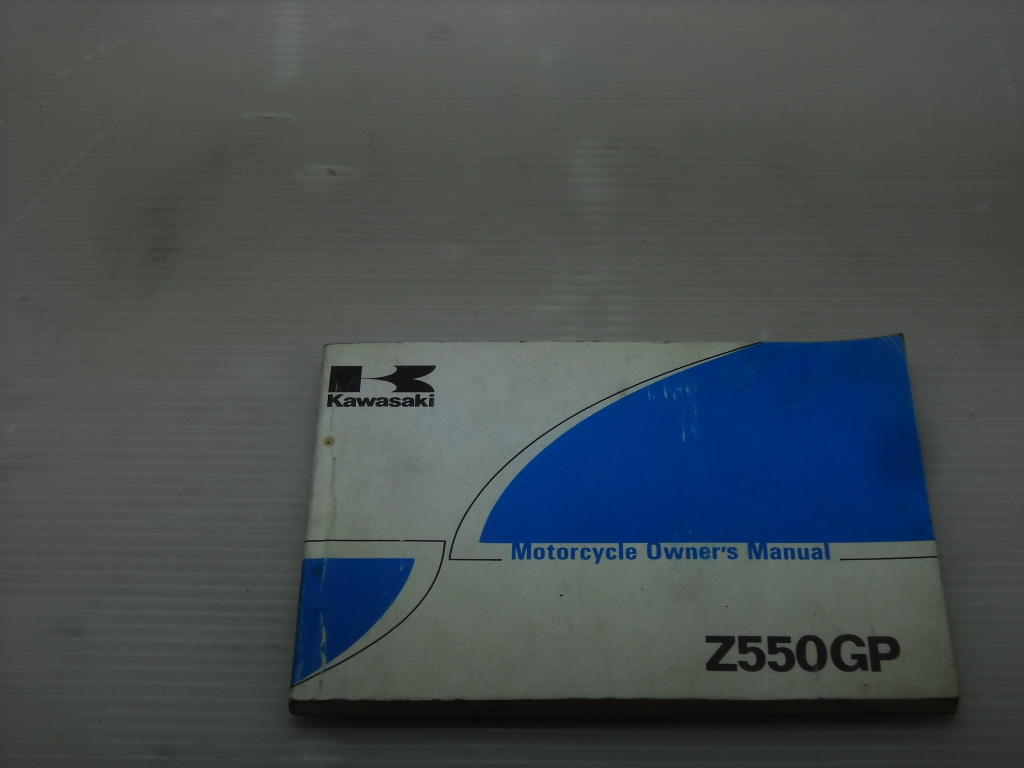 Kawasaki
Motorcycle Owner's Manual
Z550GP